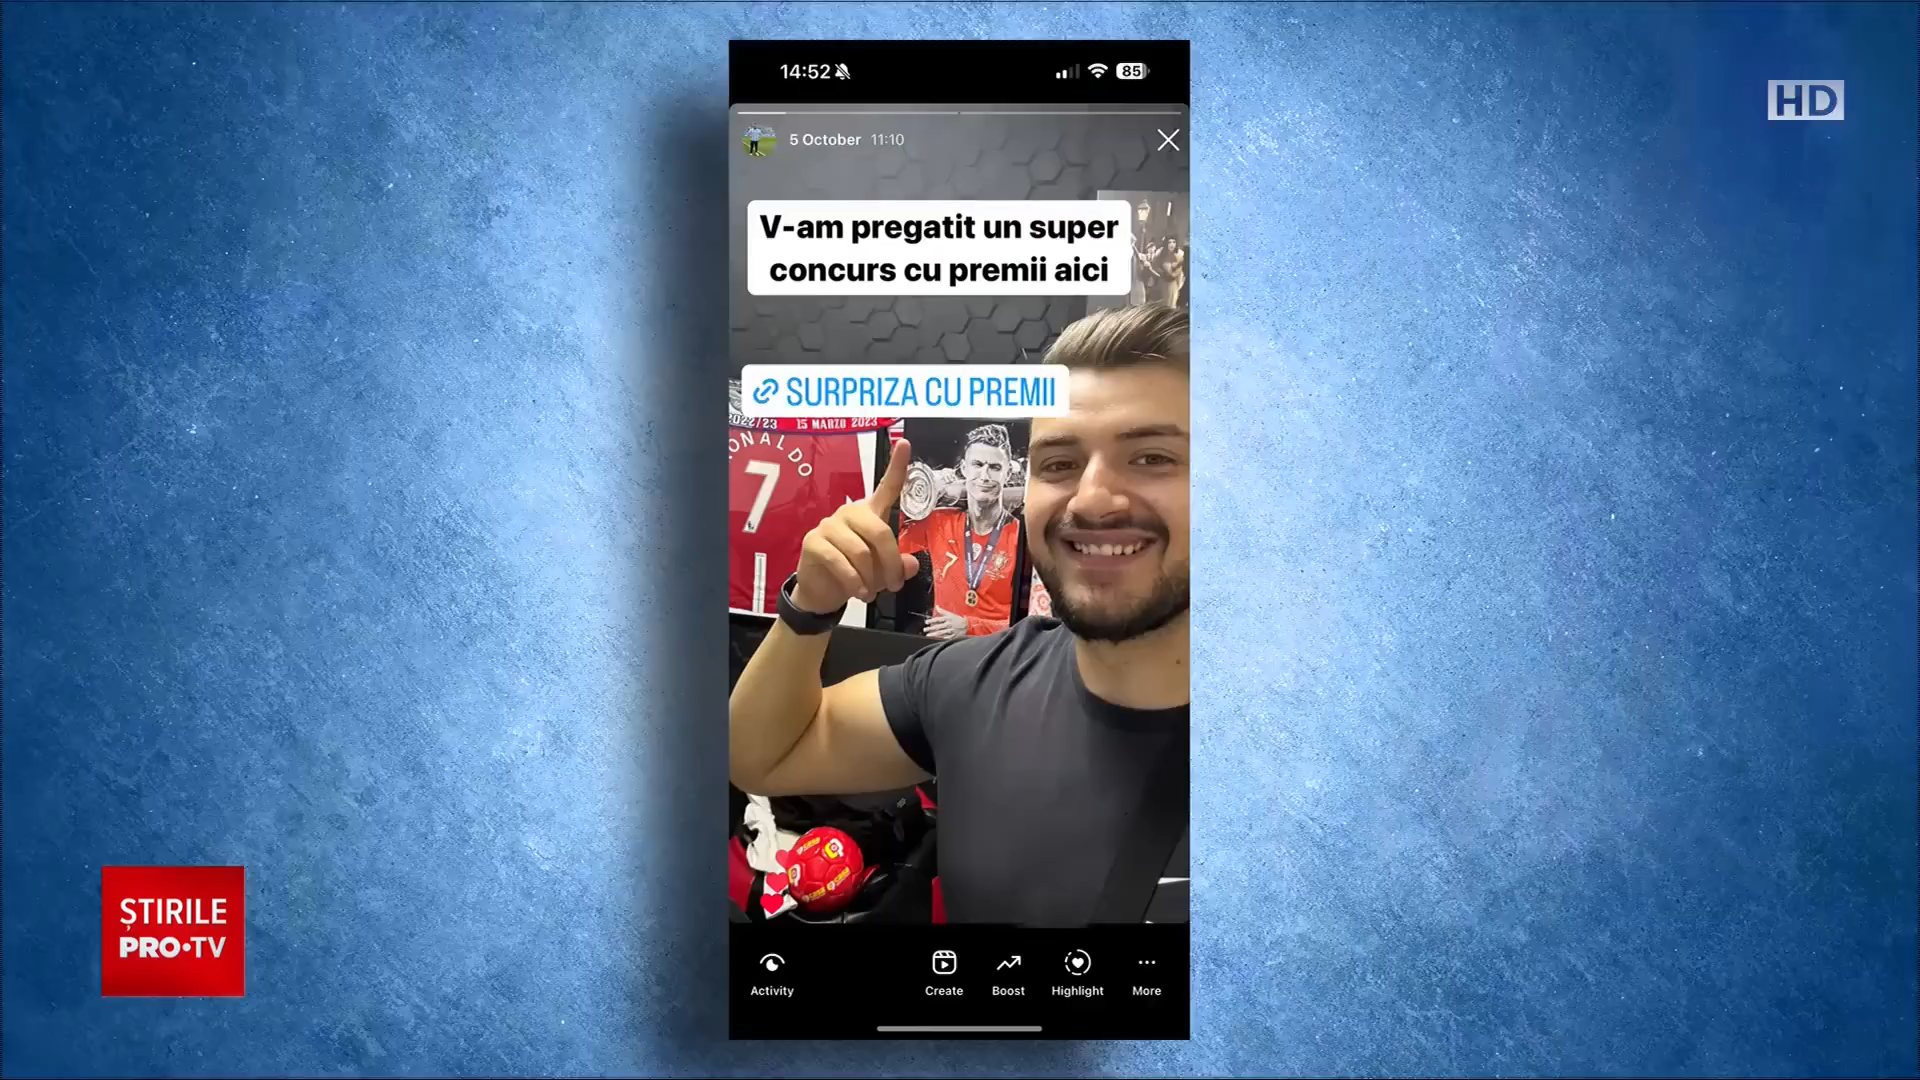 14:52
85
HD
5 October 11:10
V-am pregatit un super
concurs cu premii aici
SURPRIZA CU PREMII
2022/23 15 MARZO 2023
ONALDO
7
7
ȘTIRILE
PRO•TV
Activity
Create
Boost
Highlight
More